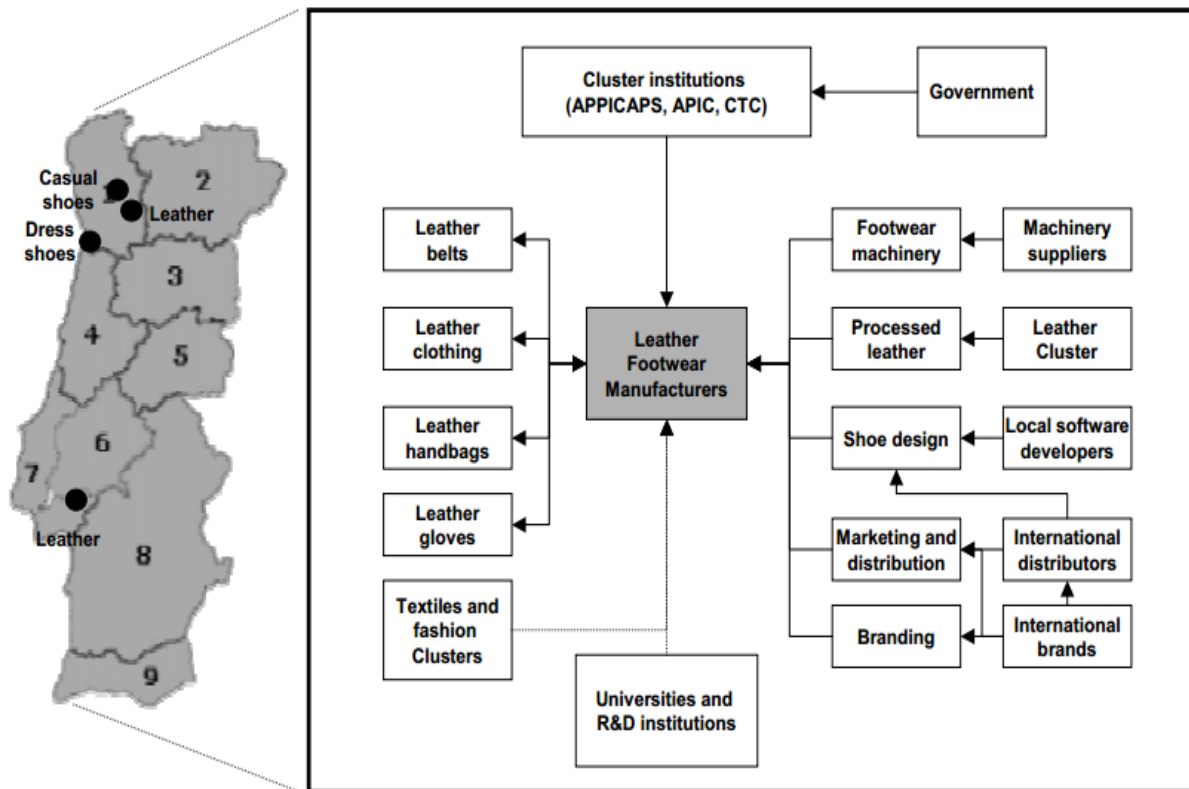 Casual
shoes
2
Leather
Dress
shoes
3
4
5
6
7
Leather
8
9
Cluster institutions
(APPICAPS, APIC, CTC)
Government
Leather
belts
Leather
clothing
Leather
handbags
Leather
gloves
Textiles and
fashion
Clusters
Leather
Footwear
Manufacturers
Universities and
R&D institutions
Footwear
machinery
Machinery
suppliers
Processed
leather
Leather
Cluster
Shoe design
Local software
developers
Marketing and
distribution
International
distributors
Branding
International
brands